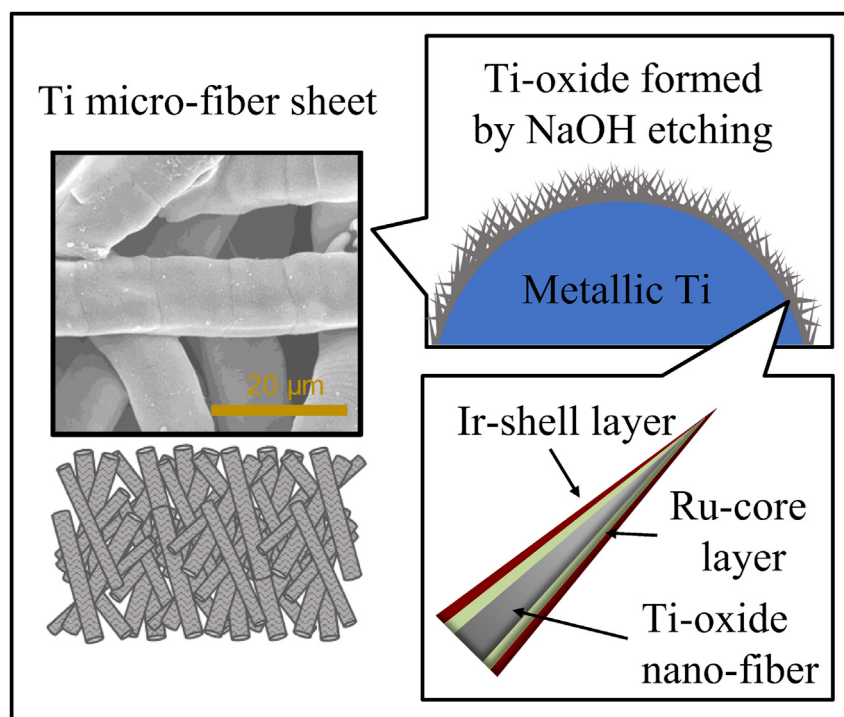 Ti micro-fiber sheet
20 µm
Ti-oxide formed
by NaOH etching
Metallic Ti
Ir-shell layer
Ru-core
layer
Ti-oxide
nano-fiber